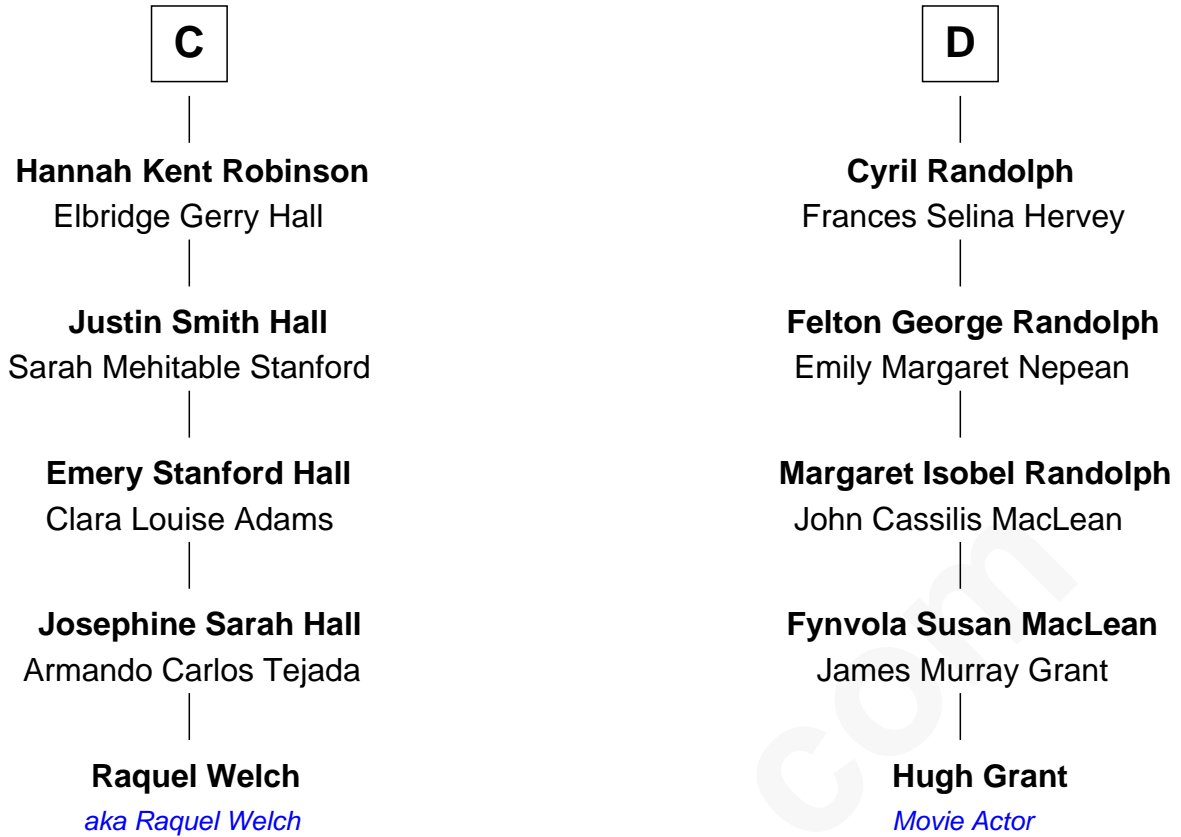 C
Hannah Kent Robinson
Elbridge Gerry Hall
Justin Smith Hall
Sarah Mehitable Stanford
Emery Stanford Hall
Clara Louise Adams
Josephine Sarah Hall
Armando Carlos Tejada
Raquel Welch
aka Raquel Welch
D
Cyril Randolph
Frances Selina Hervey
Felton George Randolph
Emily Margaret Nepean
Margaret Isobel Randolph
John Cassilis MacLean
Fynvola Susan MacLean
James Murray Grant
Hugh Grant
Movie Actor
com